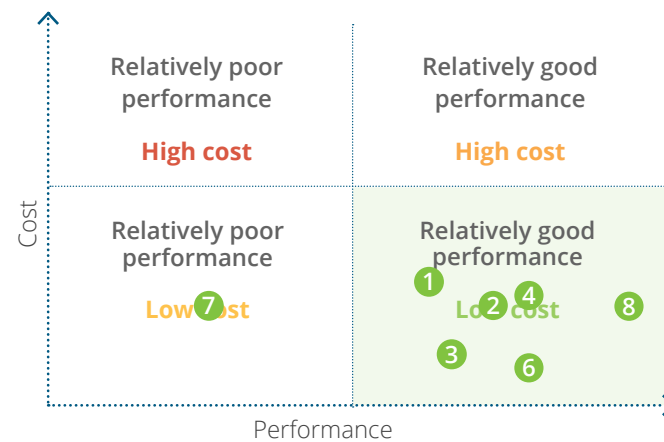 Relatively poor
performance
High cost
Relatively good
performance
High cost
Cost
Relatively poor
performance
Low cost
7
Relatively good
performance
Low cost
1
2
4
8
3
6
Performance